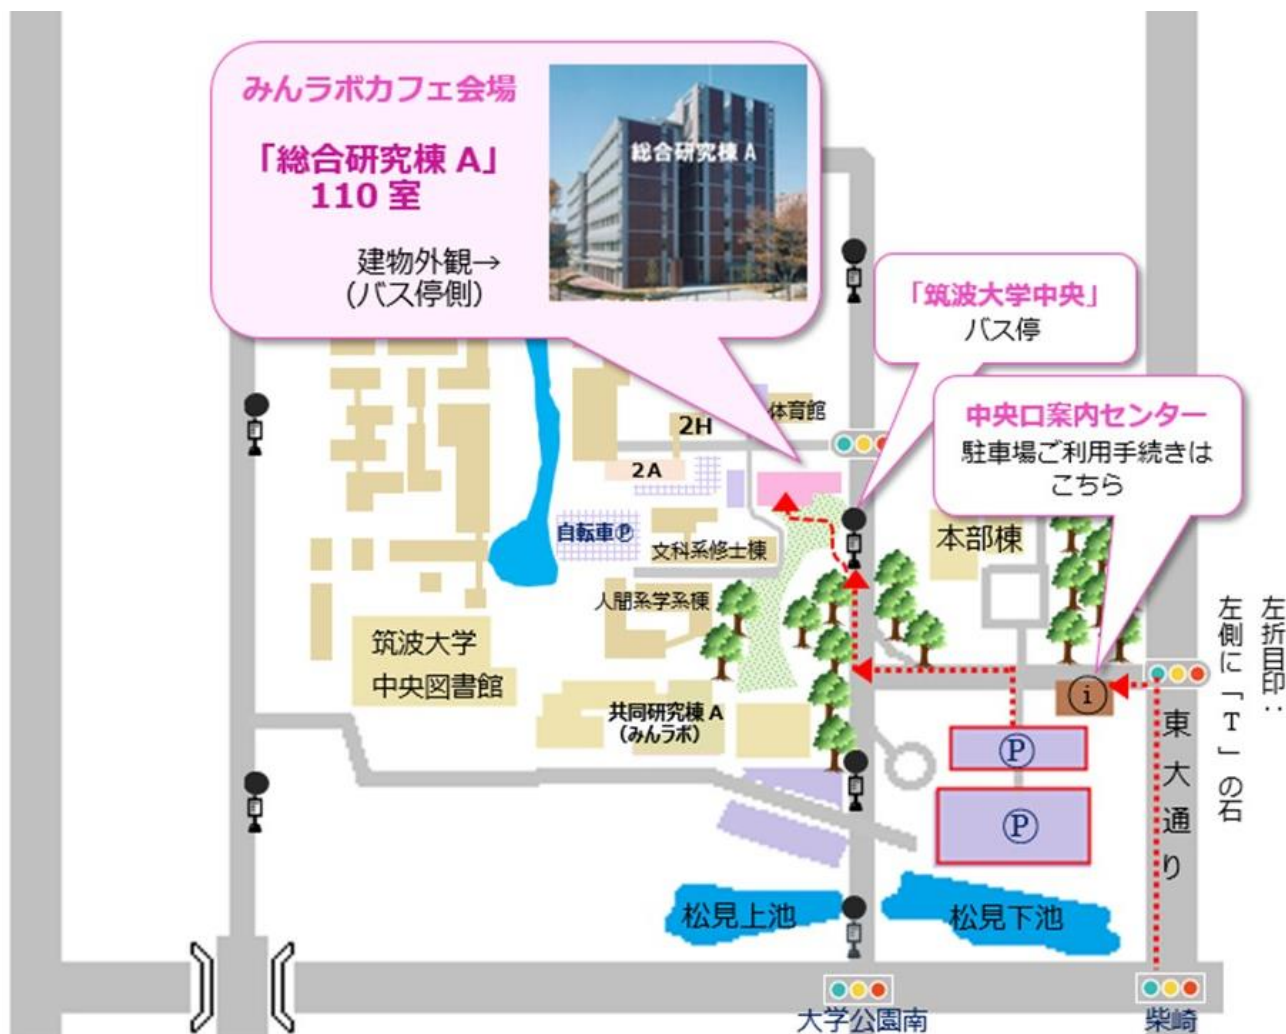 みんラボカフェ会場
「総合研究棟 A」
110 室
建物外観→
(バス停側)
総合研究棟 A
「筑波大学中央」
バス停
中央口案内センター
駐車場ご利用手続きは
こちら
体育館
2H
2A
自転車Ⓟ
文科系修士棟
本部棟
人間系学系棟
筑波大学
中央図書館
共同研究棟 A
(みんラボ)
i
Ⓟ
Ⓟ
左折目印：
左側に「T」の石
東大通り
松見上池
松見下池
大学公園南
柴崎